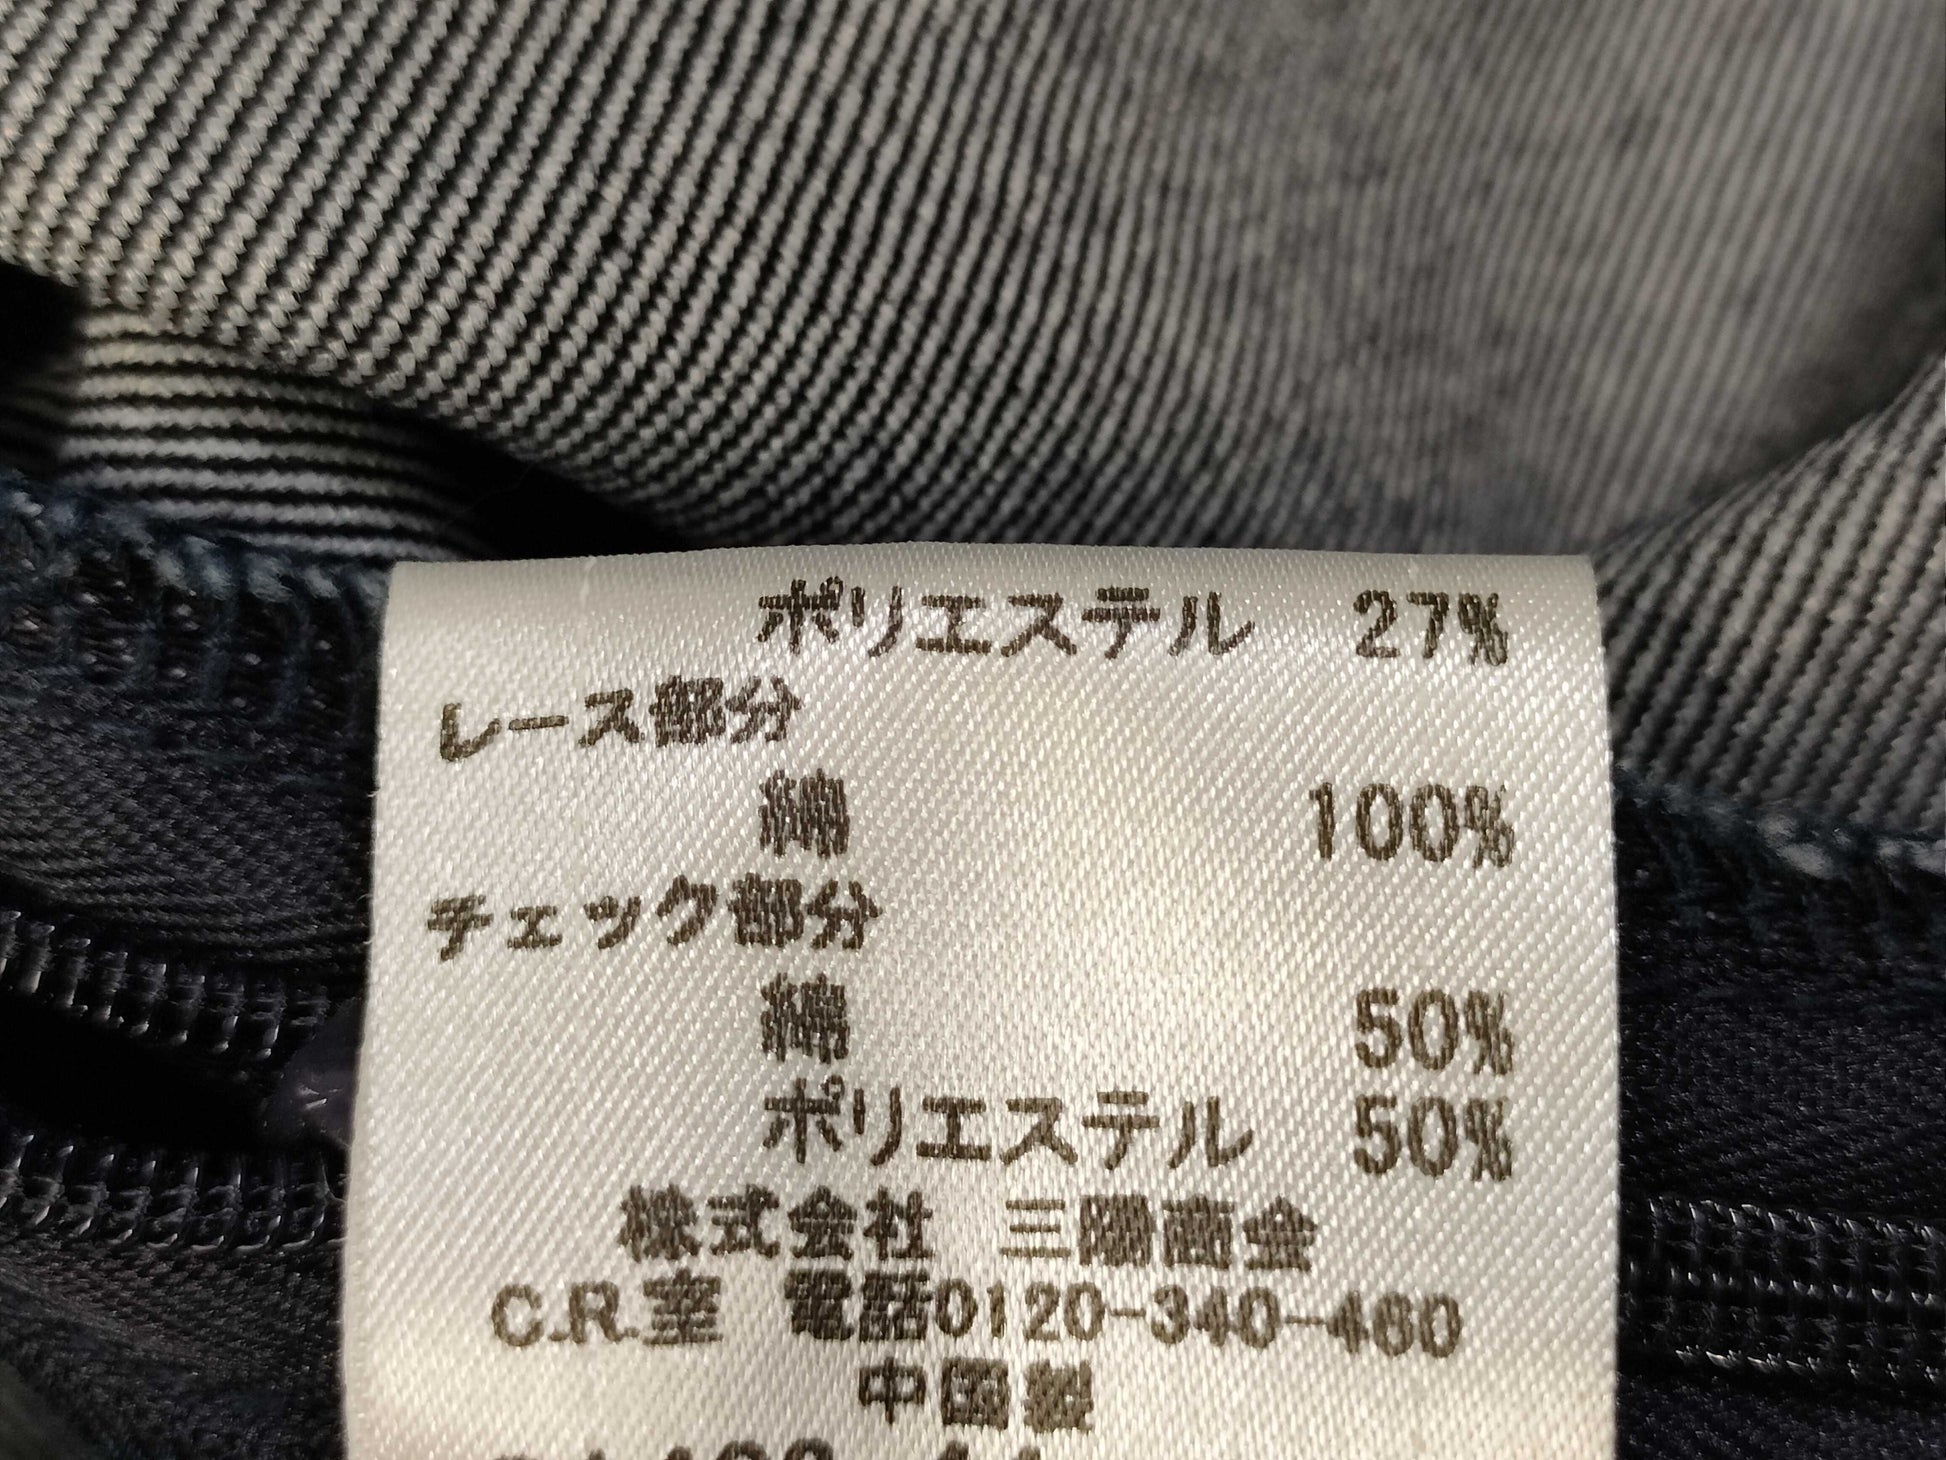 ポリエステル 27%
レース部分
綿 100%
チェック部分
綿 50%
ポリエステル 50%
株式会社 三陽商会
C.R.室 電話0120-340-460
中国製